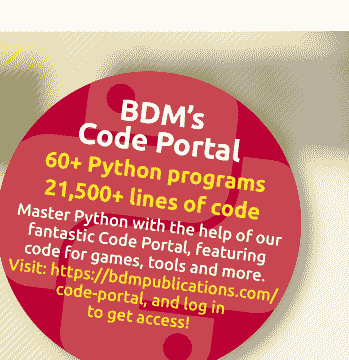 BDM's
Code Portal
60+ Python programs
21,500+ lines of code
Master Python with the help of our
fantastic Code Portal, featuring
code for games, tools and more.
Visit: https://bdmpublications.com/
code-portal, and log in
to get access!